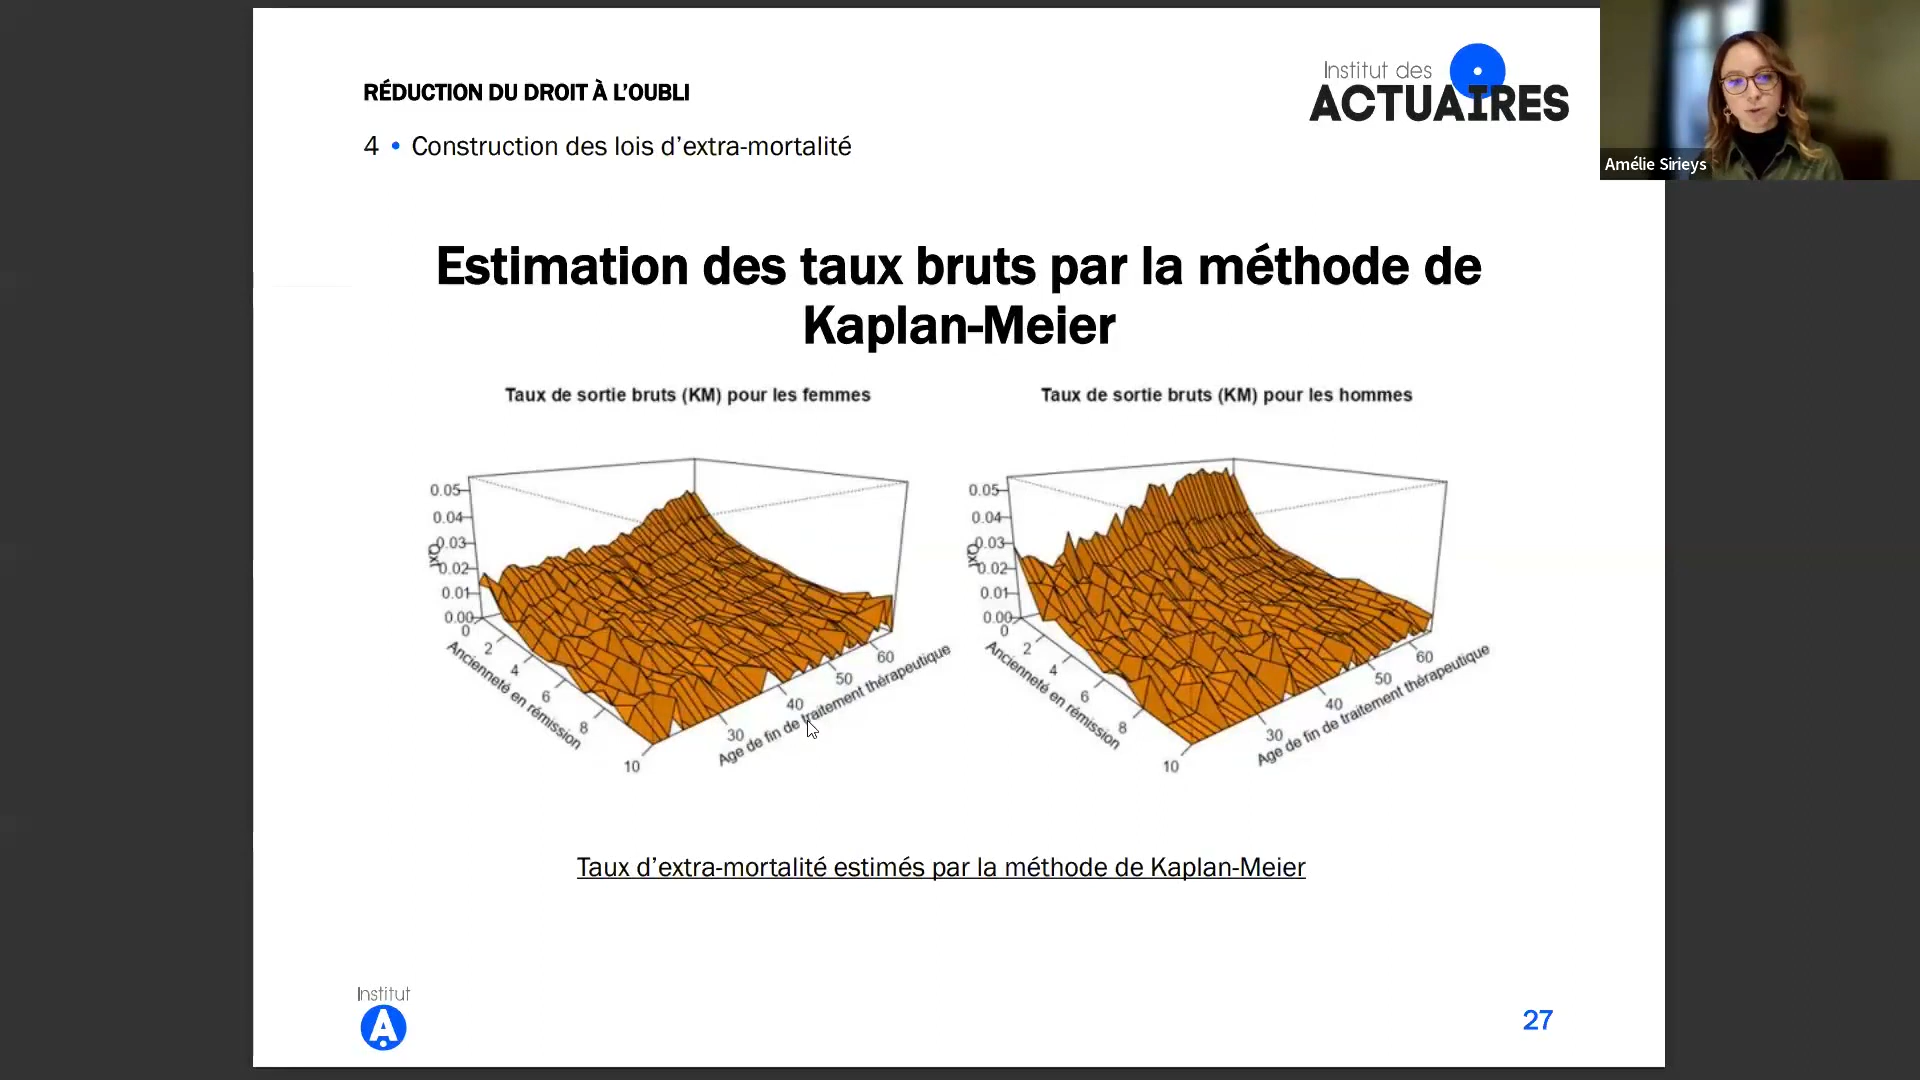 RÉDUCTION DU DROIT À L’OUBLI
4 • Construction des lois d’extra-mortalité
Institut des
ACTUAIRES
Amélie Sirieys
Estimation des taux bruts par la méthode de
Kaplan-Meier
Taux de sortie bruts (KM) pour les femmes
0.05
0.04
0.03
0.02
0.01
0.00
Qxr
0
2
4
6
8
10
Ancienneté en rémission
30
40
50
60
Age de fin de traitement thérapeutique
Taux de sortie bruts (KM) pour les hommes
0.05
0.04
0.03
0.02
0.01
0.00
Qxr
0
2
4
6
8
10
Ancienneté en rémission
30
40
50
60
Age de fin de traitement thérapeutique
Taux d’extra-mortalité estimés par la méthode de Kaplan-Meier
Institut
A
27